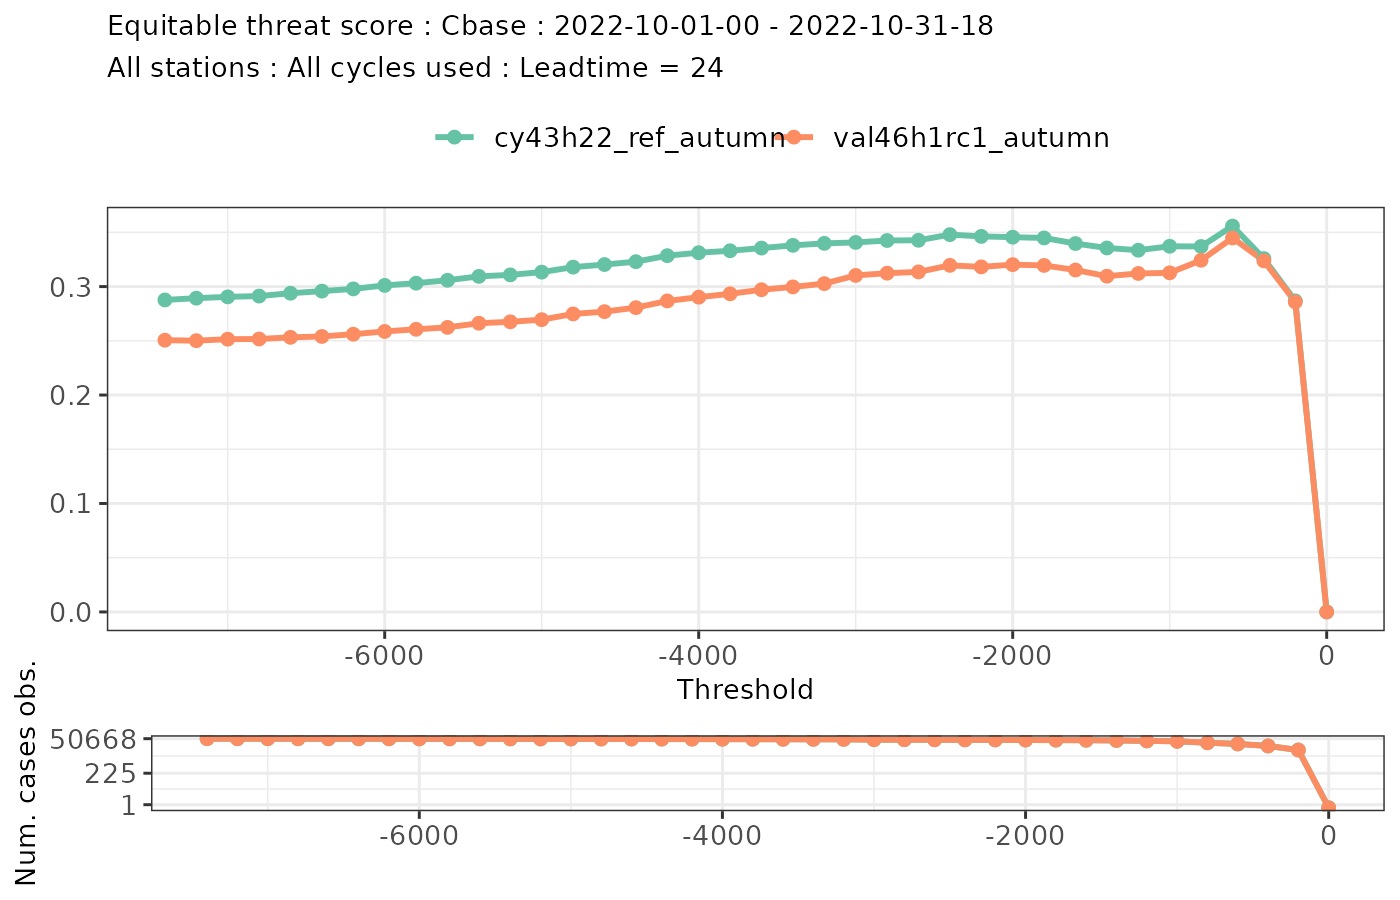 Equitable threat score : Cbase : 2022-10-01-00 - 2022-10-31-18
All stations : All cycles used : Leadtime = 24
cy43h22_ref_autumn
val46h1rc1_autumn
0.3
0.2
0.1
0.0
-6000
-4000
-2000
0
Threshold
Num. cases obs.
50668
225
1
-6000
-4000
-2000
0